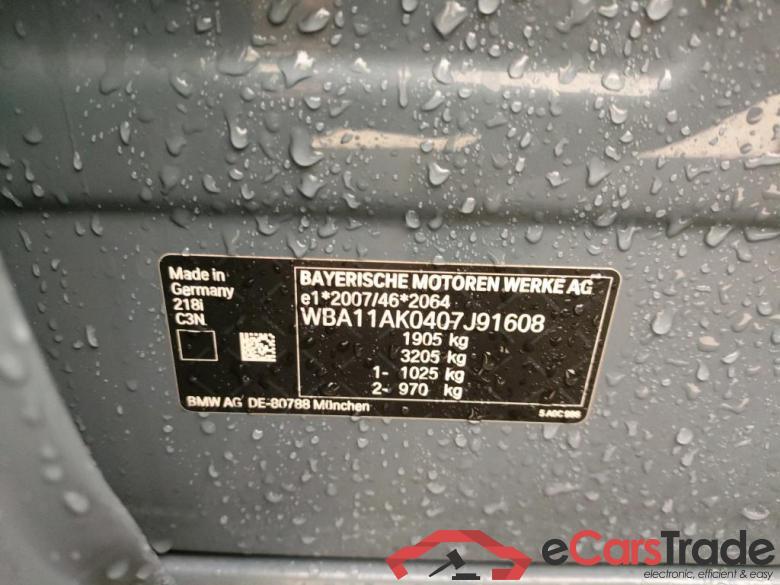 Made in
Germany
218i
C3N
BAYERISCHE MOTOREN WERKE AG
e1*2007/46*2064
WBA11AK0407J91608
1905 kg
3205 kg
1- 1025 kg
2- 970 kg
BMW AG DE-80788 München
eCarsTrade
electronic, efficient & easy